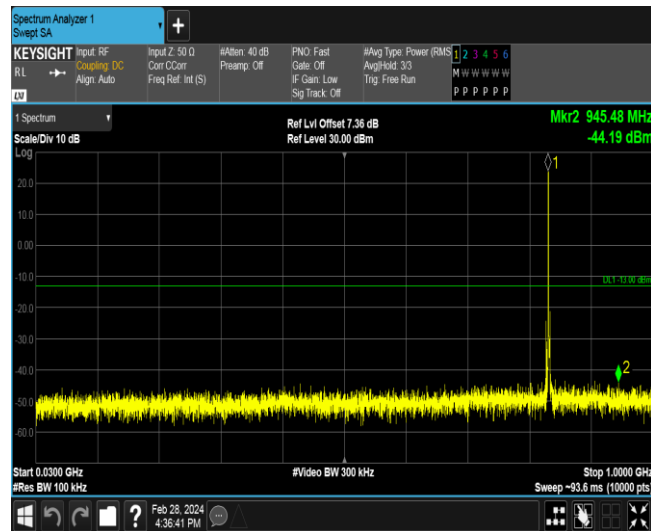 Spectrum Analyzer 1
Swept SA
+
KEYSIGHT
RL
LXI
Input: RF
Coupling: DC
Align: Auto
Input Z: 50 Ω
Corr CCorr
Freq Ref: Int (S)
#Atten: 40 dB
Preamp: Off
PNO: Fast
Gate: Off
IF Gain: Low
Sig Track: Off
#Avg Type: Power (RMS
Avg|Hold: 3/3
Trig: Free Run
1 2 3 4 5 6
M W W W W W
P P P P P P
1 Spectrum
Scale/Div 10 dB
Ref Lvl Offset 7.36 dB
Ref Level 30.00 dBm
Mkr2 945.48 MHz
-44.19 dBm
Log
1
20.0
10.0
0.00
-10.0
DL1 -13.00 dBm
-20.0
-30.0
-40.0
2
-50.0
-60.0
Start 0.0300 GHz
#Video BW 300 kHz
Stop 1.0000 GHz
#Res BW 100 kHz
Sweep ~93.6 ms (10000 pts
?
Feb 28, 2024
4:36:41 PM